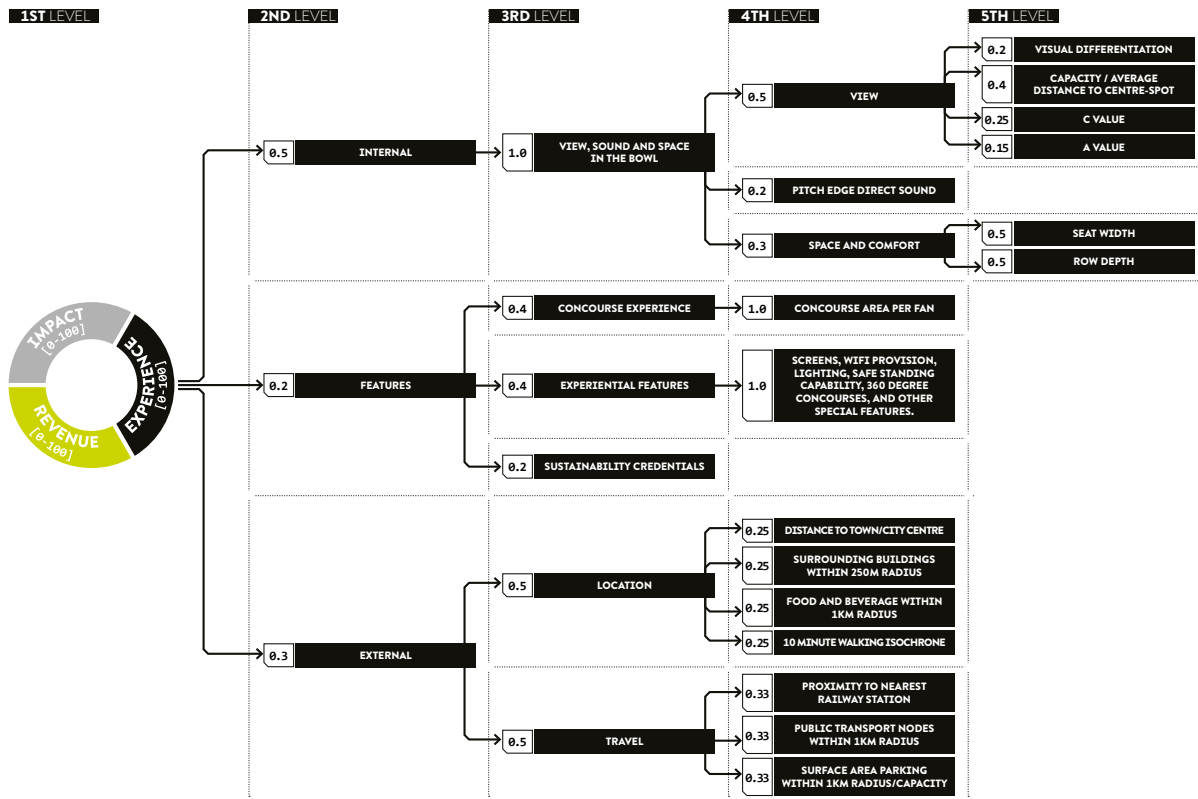 1ST LEVEL
2ND LEVEL
3RD LEVEL
4TH LEVEL
5TH LEVEL
IMPACT
[0-100]
EXPERIENCE
[0-100]
REVENUE
[0-100]
0.5
INTERNAL
1.0
VIEW, SOUND AND SPACE
IN THE BOWL
0.5
VIEW
0.2
VISUAL DIFFERENTIATION
0.4
CAPACITY / AVERAGE
DISTANCE TO CENTRE-SPOT
0.25
C VALUE
0.15
A VALUE
0.2
PITCH EDGE DIRECT SOUND
0.3
SPACE AND COMFORT
0.5
SEAT WIDTH
0.5
ROW DEPTH
0.2
FEATURES
0.4
CONCOURSE EXPERIENCE
1.0
CONCOURSE AREA PER FAN
0.4
EXPERIENTIAL FEATURES
1.0
SCREENS, WIFI PROVISION,
LIGHTING, SAFE STANDING
CAPABILITY, 360 DEGREE
CONCOURSES, AND OTHER
SPECIAL FEATURES.
0.2
SUSTAINABILITY CREDENTIALS
0.3
EXTERNAL
0.5
LOCATION
0.25
DISTANCE TO TOWN/CITY CENTRE
0.25
SURROUNDING BUILDINGS
WITHIN 250M RADIUS
0.25
FOOD AND BEVERAGE WITHIN
1KM RADIUS
0.25
10 MINUTE WALKING ISOCHRONE
0.5
TRAVEL
0.33
PROXIMITY TO NEAREST
RAILWAY STATION
0.33
PUBLIC TRANSPORT NODES
WITHIN 1KM RADIUS
0.33
SURFACE AREA PARKING
WITHIN 1KM RADIUS/CAPACITY